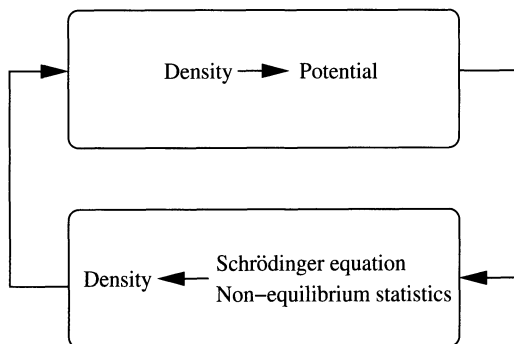 Density Potential
Schrödinger equation
Density
Non−equilibrium statistics